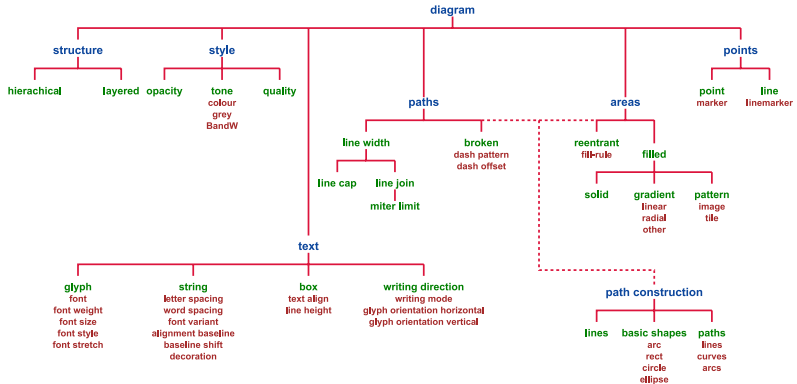 diagram
structure
style
points
hierachical
layered
opacity
tone
colour
grey
BandW
quality
point
marker
line
linemarker
paths
areas
line width
broken
dash pattern
dash offset
reentrant
fill-rule
filled
line cap
line join
miter limit
solid
gradient
linear
radial
other
pattern
image
tile
text
glyph
font
font weight
font size
font style
font stretch
string
letter spacing
word spacing
font variant
alignment baseline
baseline shift
decoration
box
text align
line height
writing direction
writing mode
glyph orientation horizontal
glyph orientation vertical
path construction
lines
basic shapes
arc
rect
circle
ellipse
paths
lines
curves
arcs